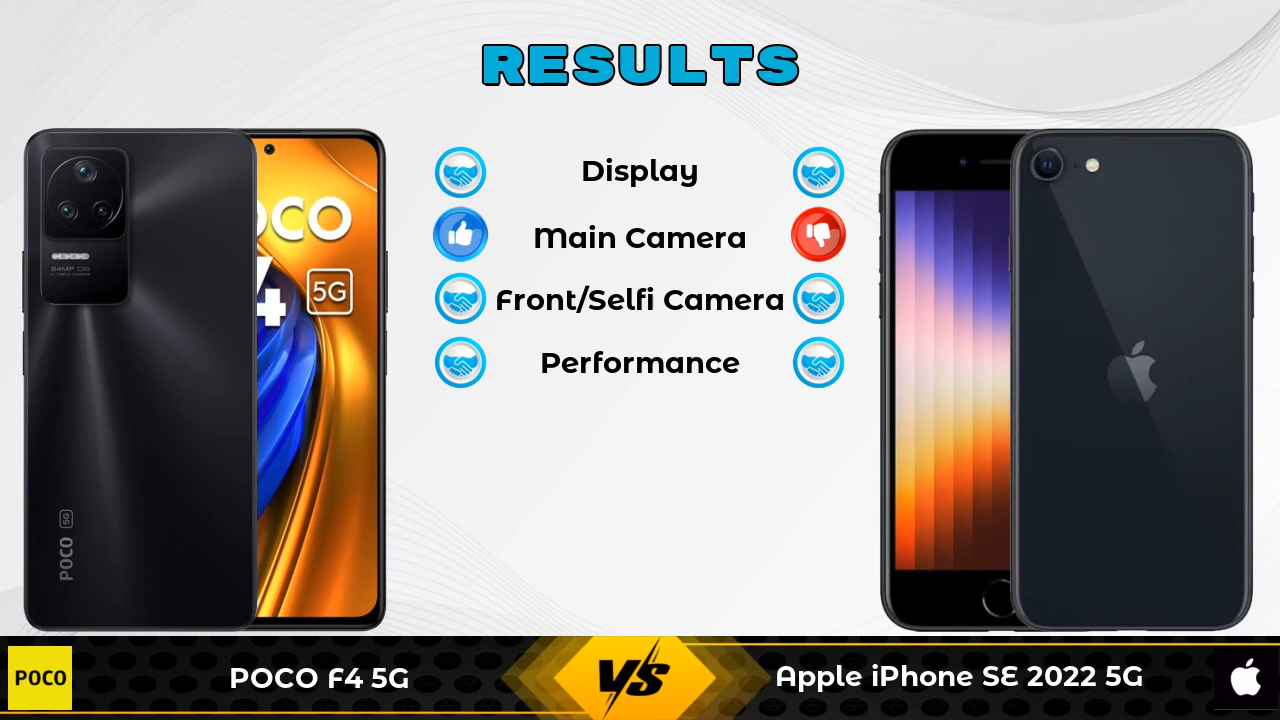 RESULTS
Display
Main Camera
Front/Selfi Camera
Performance
64MP OIS
POCO 5G
POCO
4
5G
POCO
POCO F4 5G
VS
Apple iPhone SE 2022 5G